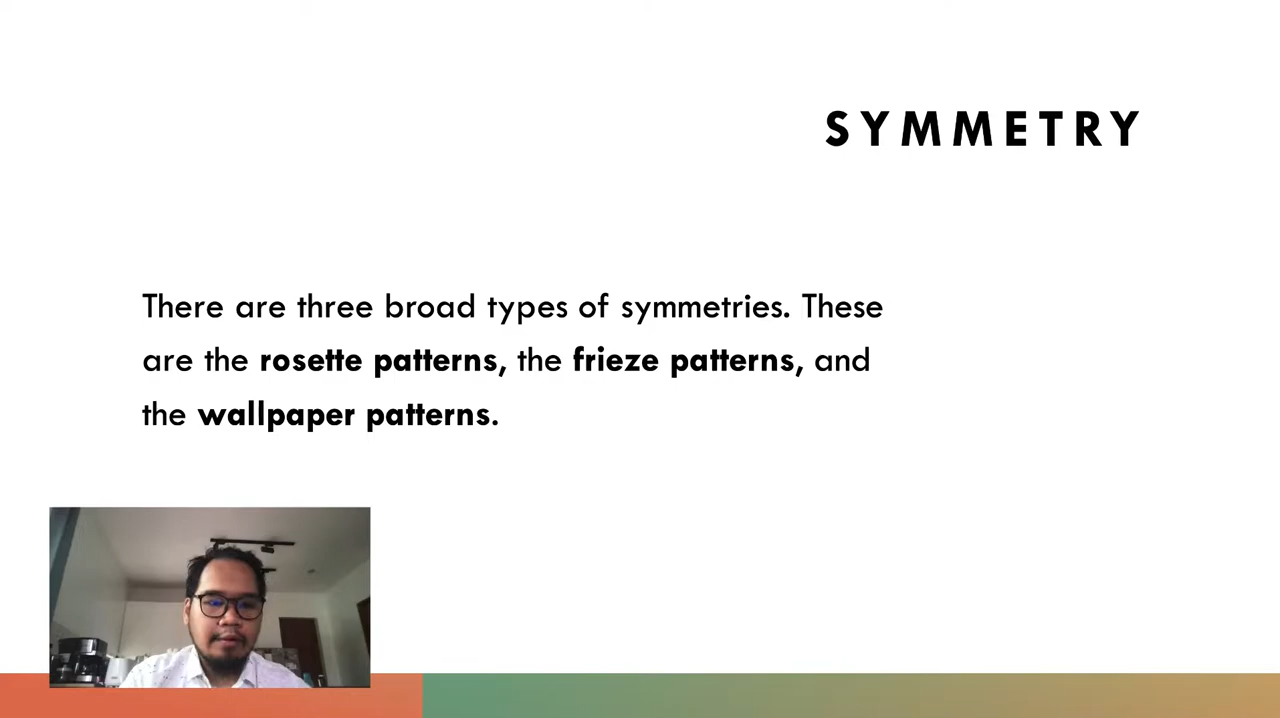 SYMMETRY
There are three broad types of symmetries. These
are the rosette patterns, the frieze patterns, and
the wallpaper patterns.